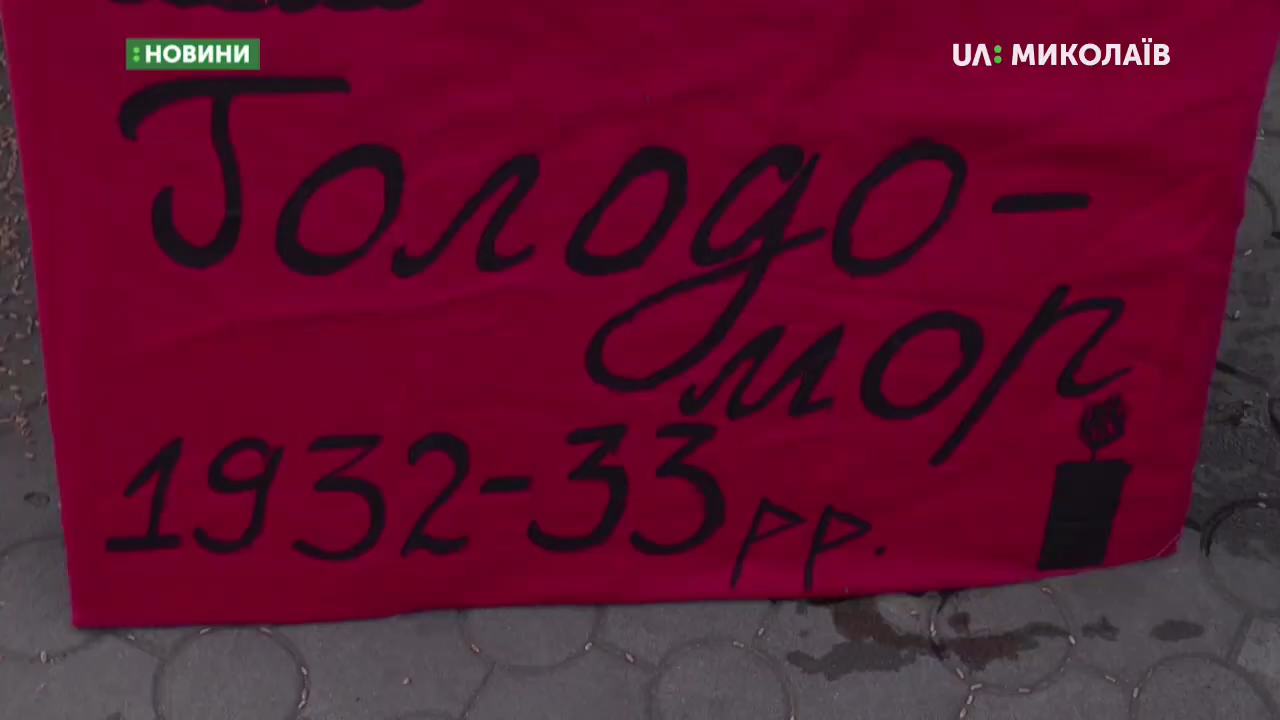 :НОВИНИ
UA: МИКОЛАЇВ
Голодо-
мор
1932-33 рр.